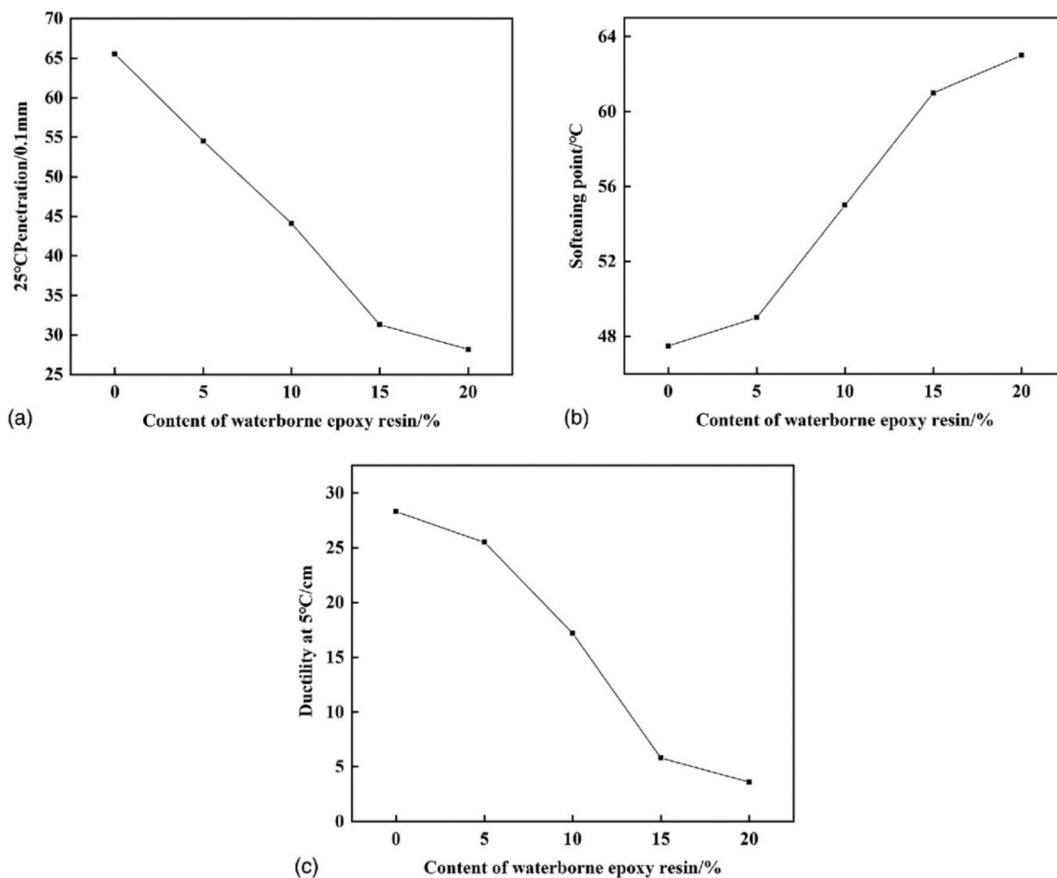 70
65
60
55
50
45
40
35
30
25
25°CPenetration/0.1mm
0 5 10 15 20
(a) Content of waterborne epoxy resin/%
64
60
56
52
48
Softening point/°C
0 5 10 15 20
(b) Content of waterborne epoxy resin/%
30
25
20
15
10
5
0
Ductility at 5°C/cm
0 5 10 15 20
(c) Content of waterborne epoxy resin/%